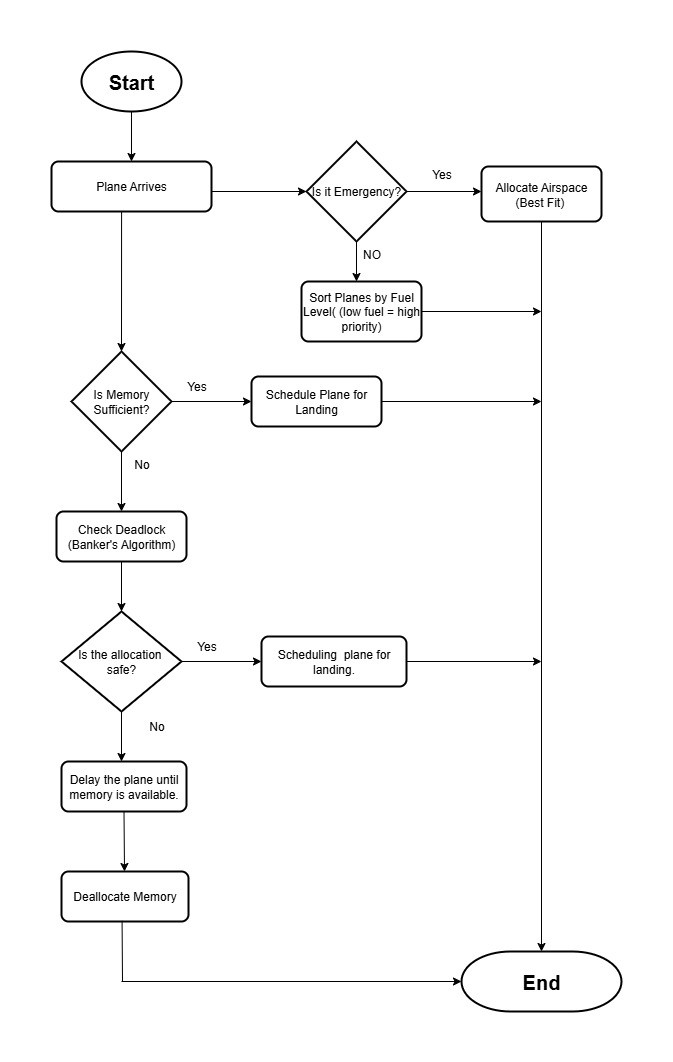 Start
Plane Arrives
Is it Emergency?
Yes
Allocate Airspace
(Best Fit)
NO
Sort Planes by Fuel
Level( (low fuel = high
priority)
Is Memory
Sufficient?
Yes
Schedule Plane for
Landing
No
Check Deadlock
(Banker's Algorithm)
Is the allocation
safe?
Yes
Scheduling plane for
landing.
No
Delay the plane until
memory is available.
Deallocate Memory
End